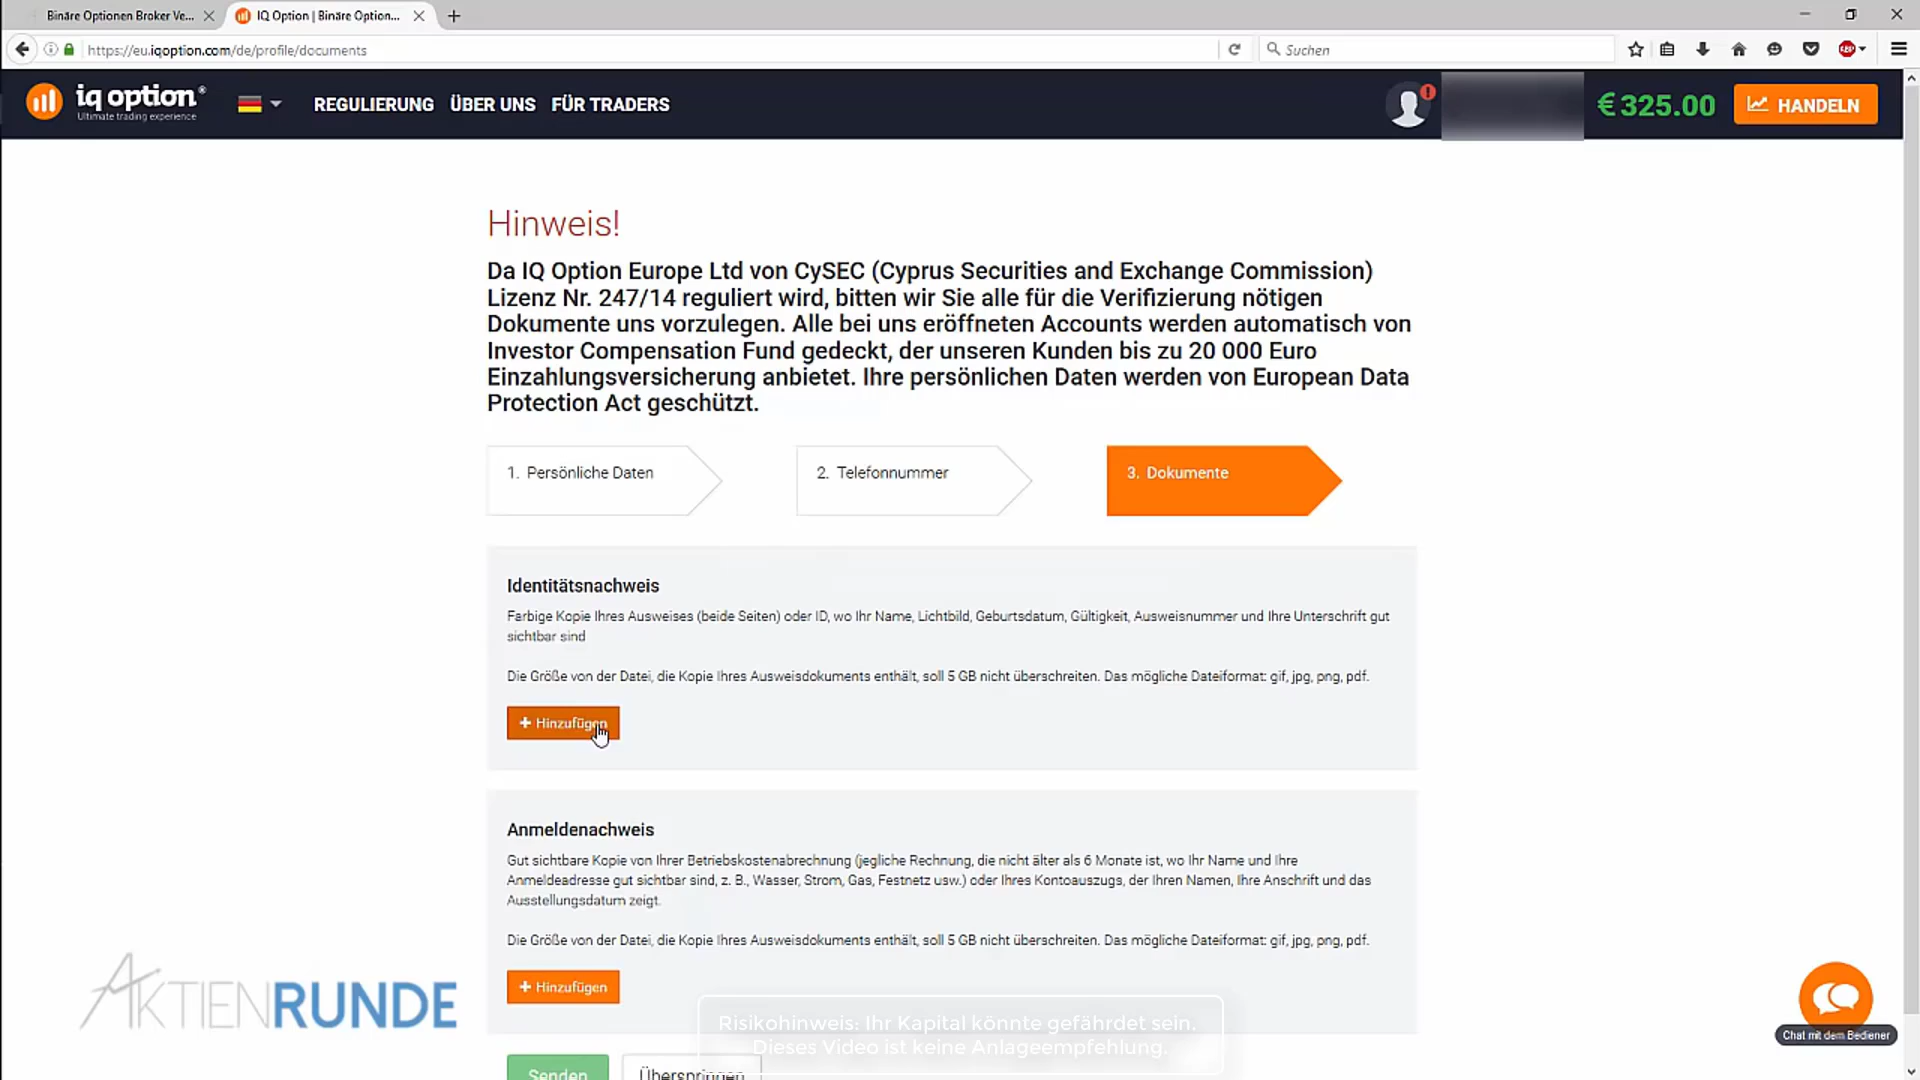 Binäre Optionen Broker Ve...
IQ Option | Binäre Option...
https://eu.iqoption.com/de/profile/documents
Suchen
ABP
iq option®
Ultimate trading experience
REGULIERUNG
ÜBER UNS
FÜR TRADERS
€325.00
HANDELN
Hinweis!
Da IQ Option Europe Ltd von CySEC (Cyprus Securities and Exchange Commission)
Lizenz Nr. 247/14 reguliert wird, bitten wir Sie alle für die Verifizierung nötigen
Dokumente uns vorzulegen. Alle bei uns eröffneten Accounts werden automatisch von
Investor Compensation Fund gedeckt, der unseren Kunden bis zu 20 000 Euro
Einzahlungsversicherung anbietet. Ihre persönlichen Daten werden von European Data
Protection Act geschützt.
1. Persönliche Daten
2. Telefonnummer
3. Dokumente
Identitätsnachweis
Farbige Kopie Ihres Ausweises (beide Seiten) oder ID, wo Ihr Name, Lichtbild, Geburtsdatum, Gültigkeit, Ausweisnummer und Ihre Unterschrift gut
sichtbar sind
Die Größe von der Datei, die Kopie Ihres Ausweisdokuments enthält, soll 5 GB nicht überschreiten. Das mögliche Dateiformat: gif, jpg, png, pdf.
+ Hinzufügen
Anmeldenachweis
Gut sichtbare Kopie von Ihrer Betriebskostenabrechnung (jegliche Rechnung, die nicht älter als 6 Monate ist, wo Ihr Name und Ihre
Anmeldeadresse gut sichtbar sind, z. B., Wasser, Strom, Gas, Festnetz usw.) oder Ihres Kontoauszugs, der Ihren Namen, Ihre Anschrift und das
Ausstellungsdatum zeigt.
Die Größe von der Datei, die Kopie Ihres Ausweisdokuments enthält, soll 5 GB nicht überschreiten. Das mögliche Dateiformat: gif, jpg, png, pdf.
+ Hinzufügen
AKTIENRUNDE
Risikohinweis: Ihr Kapital könnte gefährdet sein.
Dieses Video ist keine Anlageempfehlung.
Chat mit dem Bediener
Senden
Überspringen